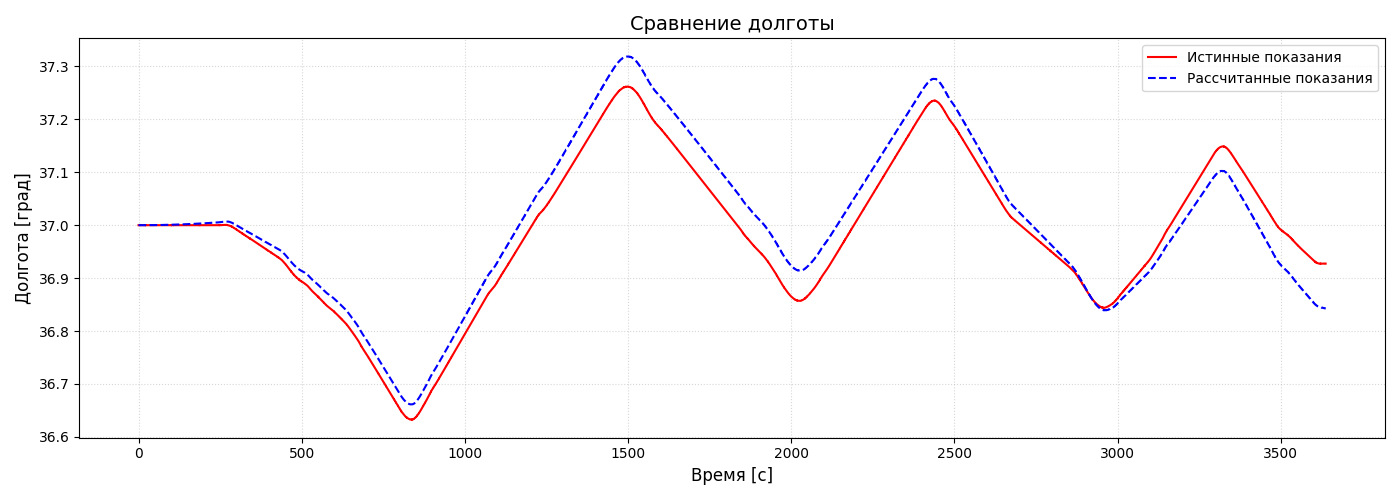 Сравнение долготы
Истинные показания
Рассчитанные показания
Долгота [град]
37.3
37.2
37.1
37.0
36.9
36.8
36.7
36.6
0 500 1000 1500 2000 2500 3000 3500
Время [с]